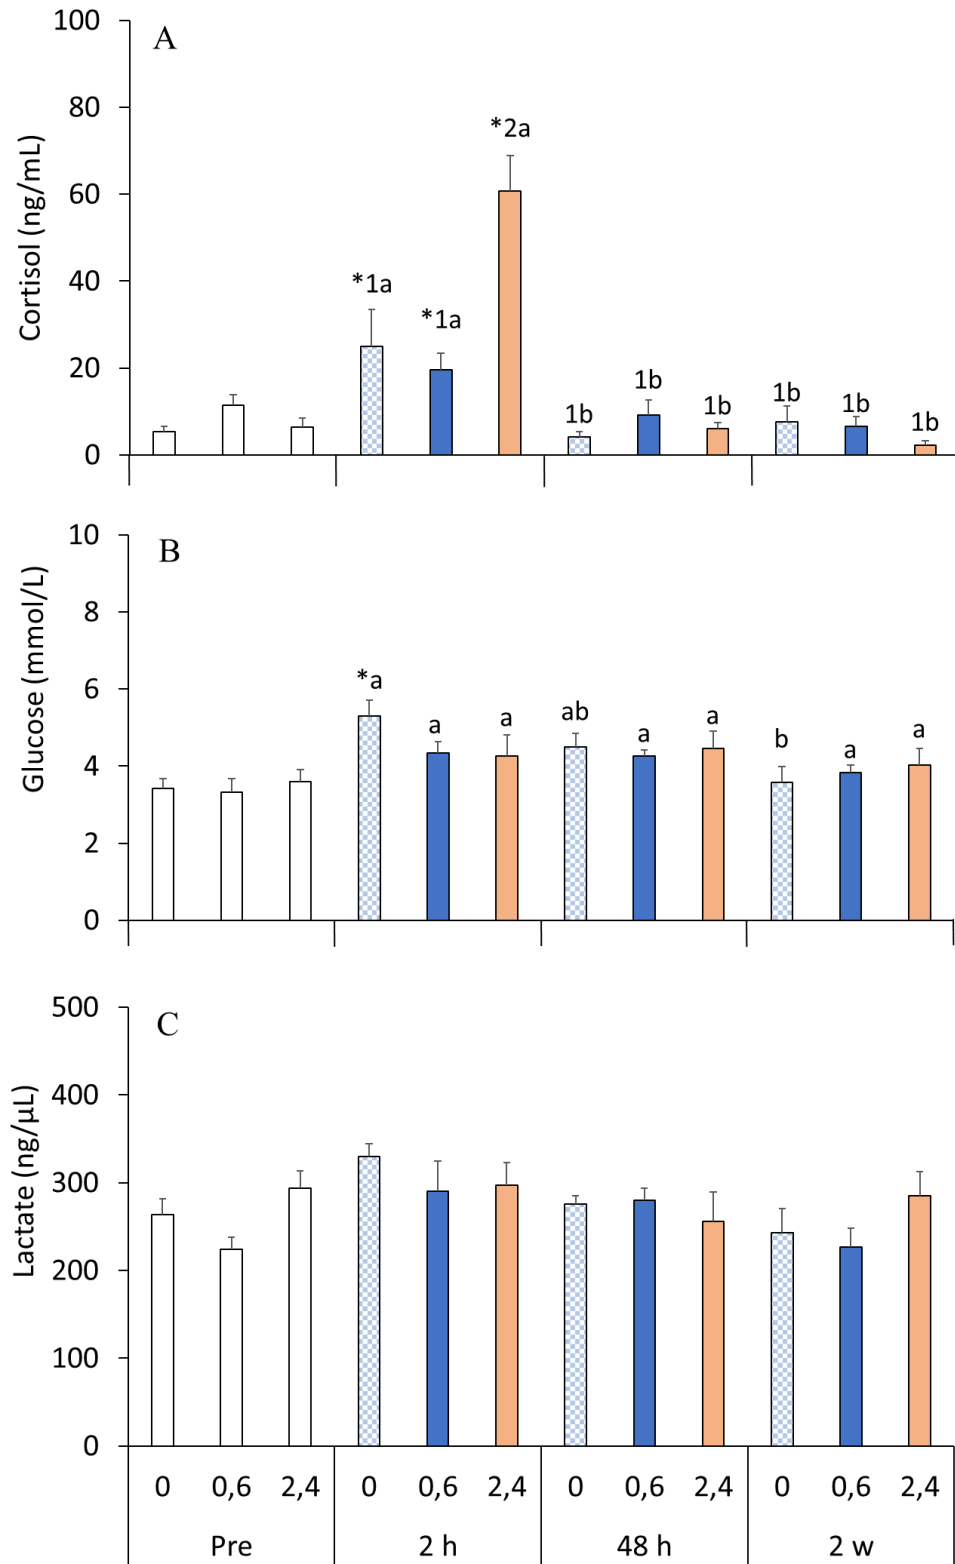 A
Cortisol (ng/mL)
100
80
60
40
20
0
*1a
*1a
*2a
1b
1b
1b
1b
1b
1b
B
Glucose (mmol/L)
10
8
6
4
2
0
*a
a
a
ab
a
a
b
a
a
C
Lactate (ng/µL)
500
400
300
200
100
0
0 0,6 2,4 0 0,6 2,4 0 0,6 2,4 0 0,6 2,4
Pre 2 h 48 h 2 w